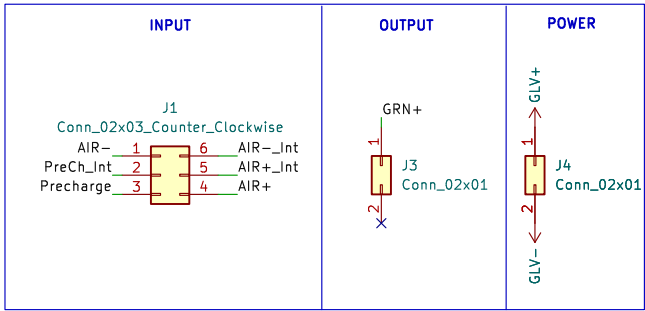 INPUT
OUTPUT
POWER
J1
Conn_02x03_Counter_Clockwise
AIR- 1 6 AIR-_Int
PreCh_Int 2 5 AIR+_Int
Precharge 3 4 AIR+
GRN+
1
J3
Conn_02x01
2
GLV+
1
J4
Conn_02x01
2
GLV-